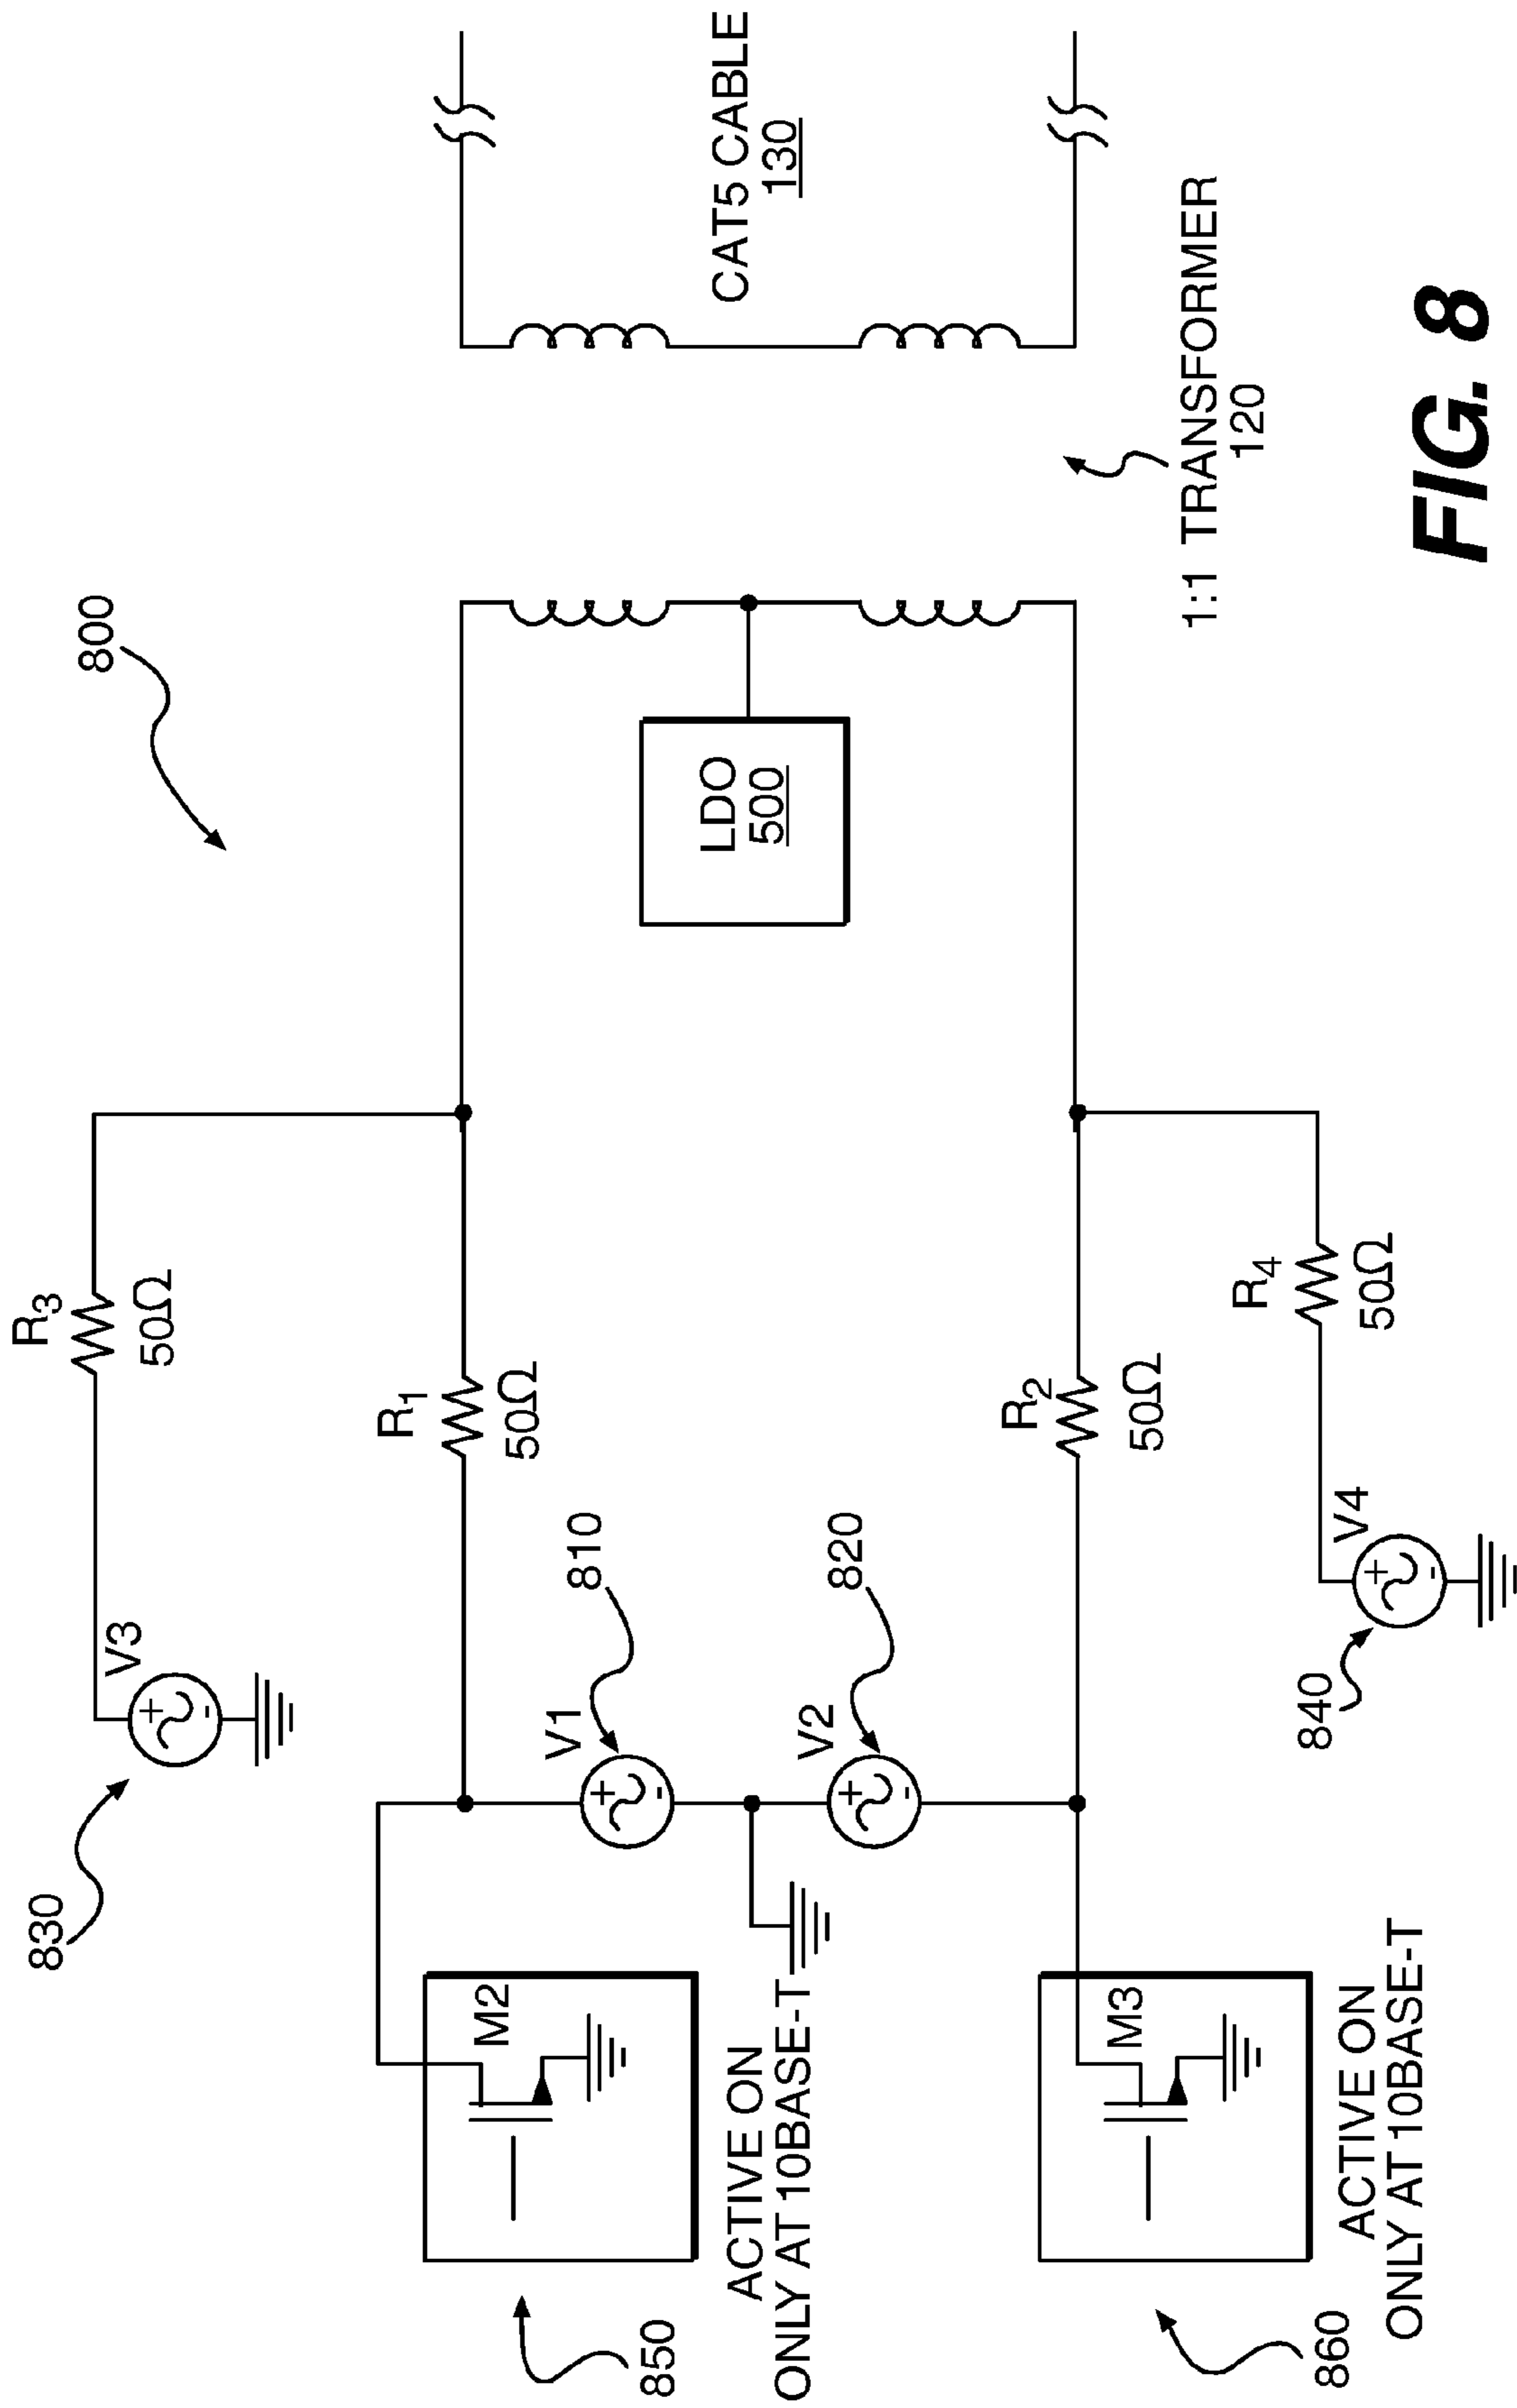 800
830
V3
+
-
R3
50Ω
R1
50Ω
850
M2
ACTIVE ON
ONLY AT 10BASE-T
V1
+
-
810
V2
+
-
820
LDO
500
CAT5 CABLE
130
R2
50Ω
860
M3
ACTIVE ON
ONLY AT 10BASE-T
840
V4
+
-
R4
50Ω
1:1 TRANSFORMER
120
FIG. 8